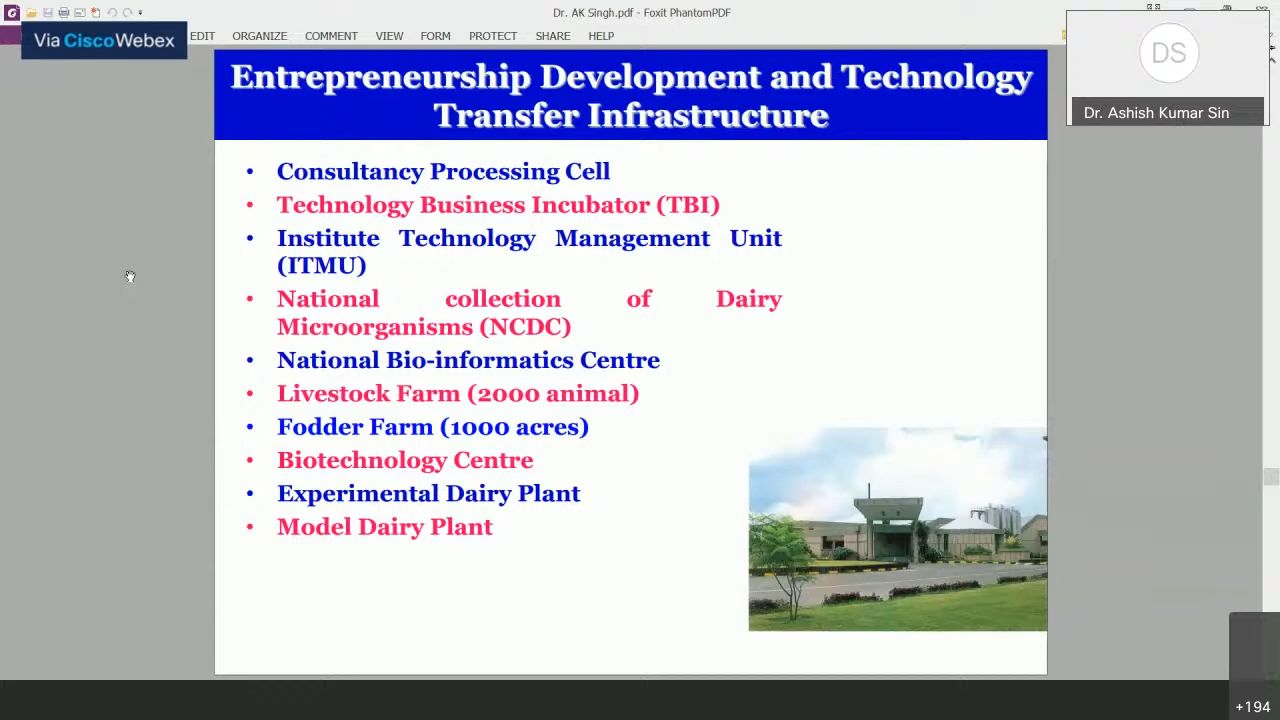 Dr. AK Singh.pdf - Foxit PhantomPDF
Via CiscoWebex
EDIT ORGANIZE COMMENT VIEW FORM PROTECT SHARE HELP
DS
Dr. Ashish Kumar Sin
Entrepreneurship Development and Technology
Transfer Infrastructure
• Consultancy Processing Cell
• Technology Business Incubator (TBI)
• Institute Technology Management Unit
(ITMU)
• National collection of Dairy
Microorganisms (NCDC)
• National Bio-informatics Centre
• Livestock Farm (2000 animal)
• Fodder Farm (1000 acres)
• Biotechnology Centre
• Experimental Dairy Plant
• Model Dairy Plant
+194